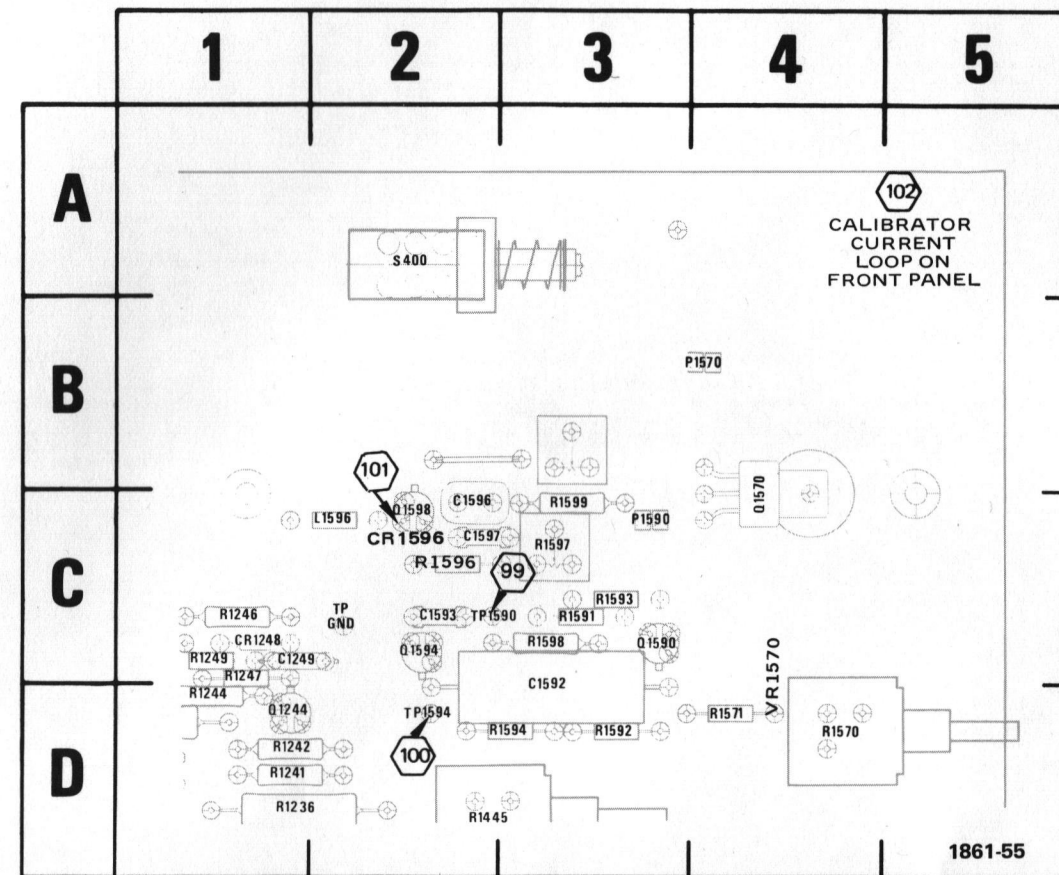 1 2 3 4 5
A
102
CALIBRATOR
CURRENT
LOOP ON
FRONT PANEL
S400
B
P1570
101
Q1570
C
Q1598
C1596
R1599
L1596
P1590
CR1596
C1597
R1597
R1596
99
R1593
TP
GND
R1246
C1593
TP1590
R1591
CR1248
R1598
Q1590
Q1594
R1249
C1249
R1247
C1592
VR1570
R1244
D
Q1244
TP1594
R1571
R1594
R1592
R1570
R1242
100
R1241
R1236
R1445
1861-55